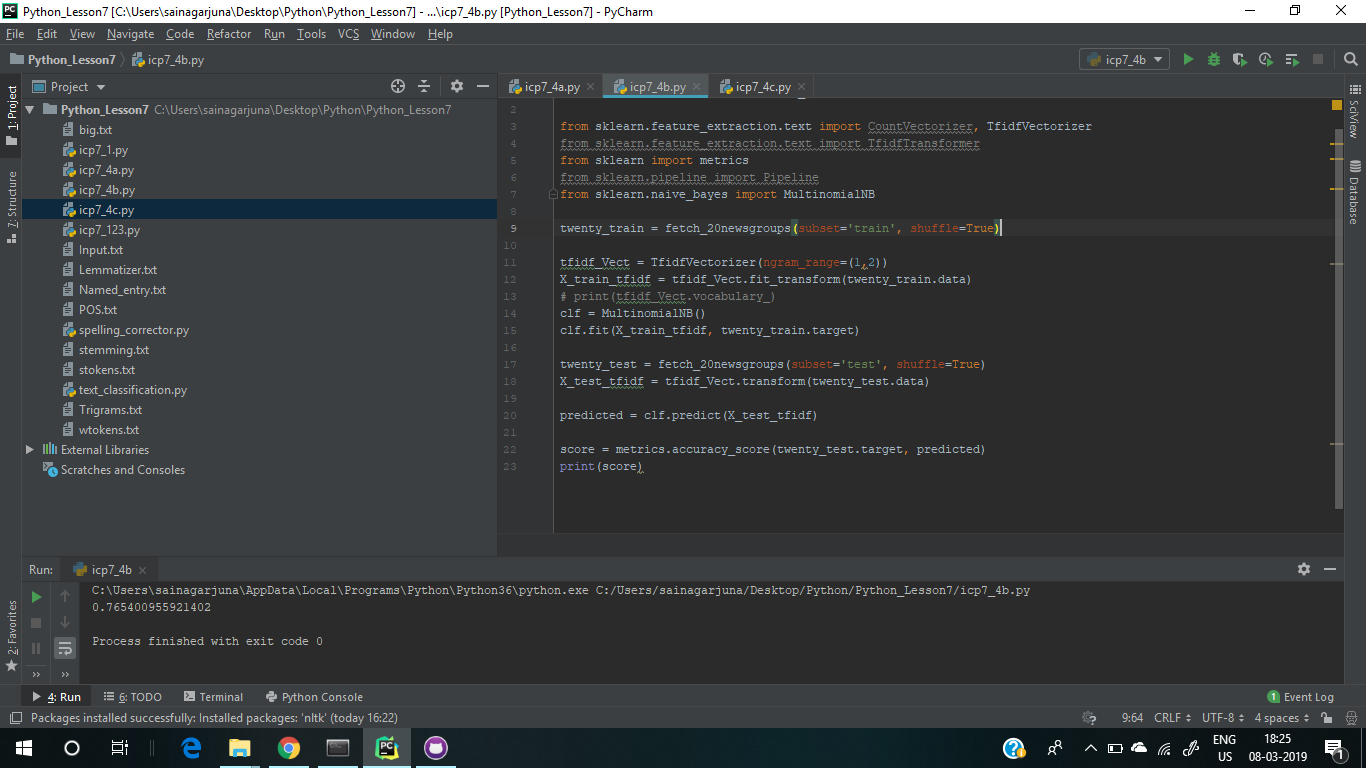 Python_Lesson7 [C:\Users\sainagarjuna\Desktop\Python\Python_Lesson7] - ...\icp7_4b.py [Python_Lesson7] - PyCharm
File Edit View Navigate Code Refactor Run Tools VCS Window Help
Python_Lesson7 icp7_4b.py
icp7_4b
1: Project
7: Structure
2: Favorites
Project
Python_Lesson7 C:\Users\sainagarjuna\Desktop\Python\Python_Lesson7
big.txt
icp7_1.py
icp7_4a.py
icp7_4b.py
icp7_4c.py
icp7_123.py
Input.txt
Lemmatizer.txt
Named_entry.txt
POS.txt
spelling_corrector.py
stemming.txt
stokens.txt
text_classification.py
Trigrams.txt
wtokens.txt
External Libraries
Scratches and Consoles
icp7_4a.py icp7_4b.py icp7_4c.py
2
3 from sklearn.feature_extraction.text import CountVectorizer, TfidfVectorizer
4 from sklearn.feature_extraction.text import TfidfTransformer
5 from sklearn import metrics
6 from sklearn.pipeline import Pipeline
7 from sklearn.naive_bayes import MultinomialNB
8
9 twenty_train = fetch_20newsgroups(subset='train', shuffle=True)
10
11 tfidf_Vect = TfidfVectorizer(ngram_range=(1,2))
12 X_train_tfidf = tfidf_Vect.fit_transform(twenty_train.data)
13 # print(tfidf_Vect.vocabulary_)
14 clf = MultinomialNB()
15 clf.fit(X_train_tfidf, twenty_train.target)
16
17 twenty_test = fetch_20newsgroups(subset='test', shuffle=True)
18 X_test_tfidf = tfidf_Vect.transform(twenty_test.data)
19
20 predicted = clf.predict(X_test_tfidf)
21
22 score = metrics.accuracy_score(twenty_test.target, predicted)
23 print(score)
SciView
Database
Run: icp7_4b
C:\Users\sainagarjuna\AppData\Local\Programs\Python\Python36\python.exe C:/Users/sainagarjuna/Desktop/Python/Python_Lesson7/icp7_4b.py
0.765400955921402
Process finished with exit code 0
4: Run 6: TODO Terminal Python Console 1 Event Log
Packages installed successfully: Installed packages: 'nltk' (today 16:22) 9:64 CRLF UTF-8 4 spaces
ENG 18:25
US 08-03-2019 1